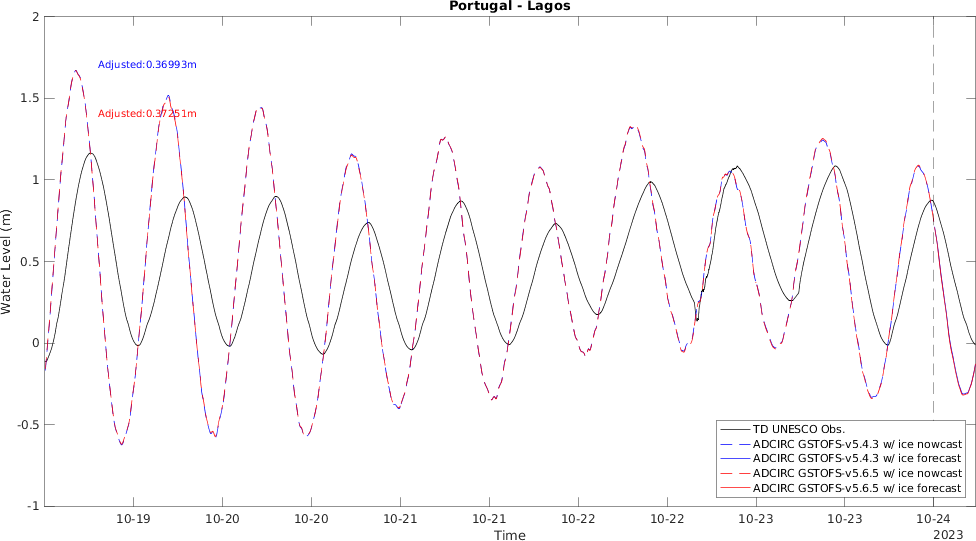 Portugal - Lagos
2
1.5
1
0.5
0
-0.5
-1
Water Level (m)
Adjusted:0.36993m
Adjusted:0.37251m
TD UNESCO Obs.
ADCIRC GSTOFS-v5.4.3 w/ ice nowcast
ADCIRC GSTOFS-v5.4.3 w/ ice forecast
ADCIRC GSTOFS-v5.6.5 w/ ice nowcast
ADCIRC GSTOFS-v5.6.5 w/ ice forecast
10-19 10-20 10-20 10-21 10-21 10-22 10-22 10-23 10-23 10-24
Time 2023